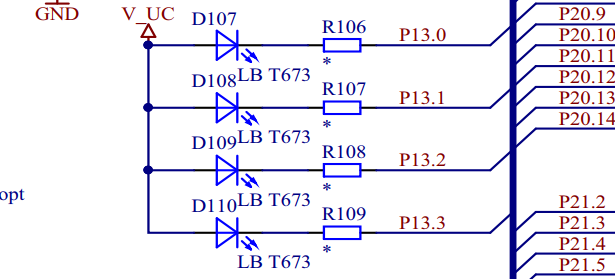 GND
V_UC
D107
LB T673
R106
*
P13.0
D108
LB T673
R107
*
P13.1
D109
LB T673
R108
*
P13.2
D110
LB T673
R109
*
P13.3
opt
P20.9
P20.10
P20.11
P20.12
P20.13
P20.14
P21.2
P21.3
P21.4
P21.5